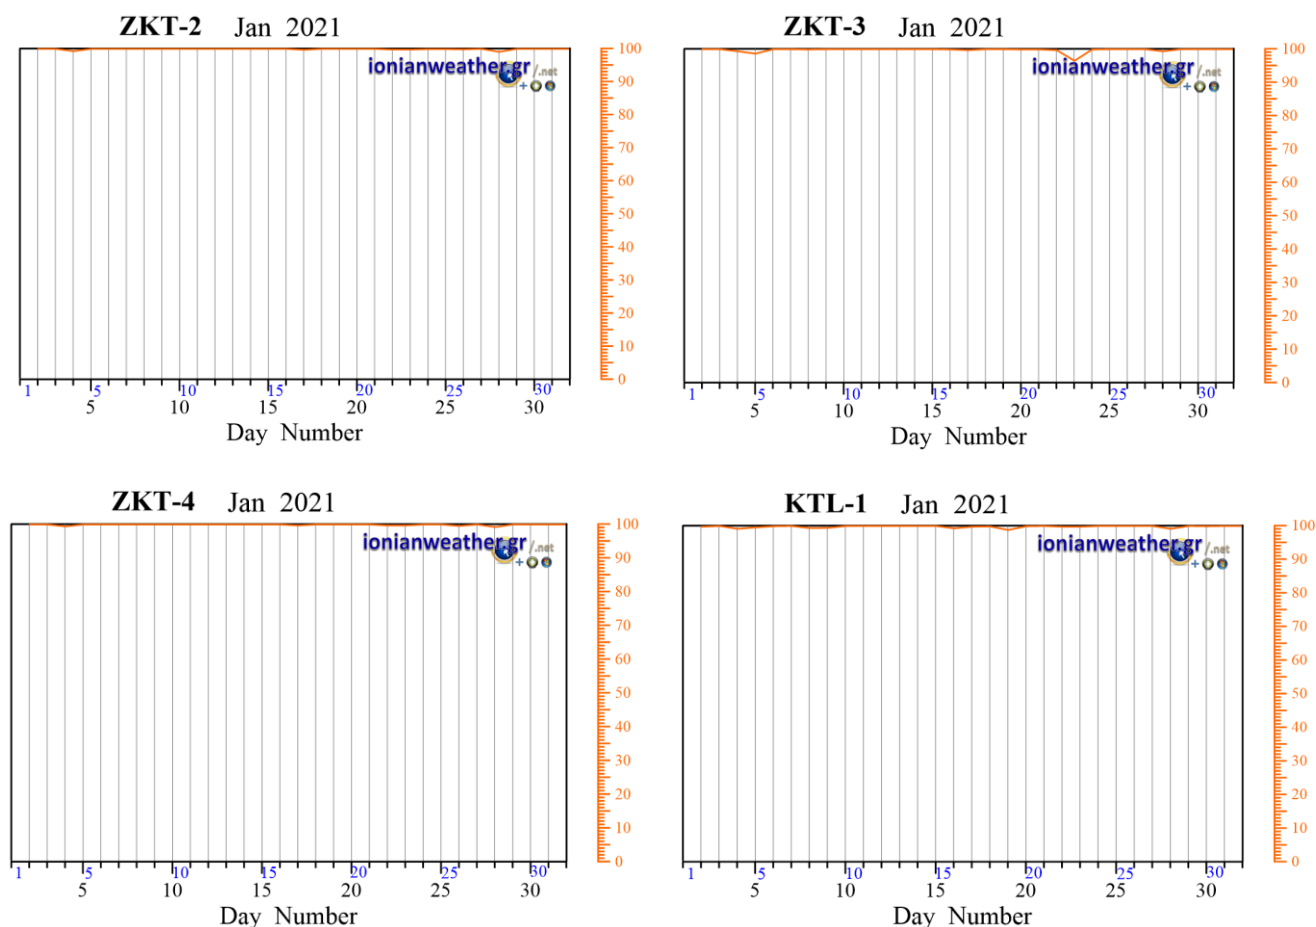 ZKT-2 Jan 2021
ionianweather.gr/.net
100
90
80
70
60
50
40
30
20
10
0
1 5 10 15 20 25 30
5 10 15 20 25 30
Day Number
ZKT-3 Jan 2021
ionianweather.gr/.net
100
90
80
70
60
50
40
30
20
10
0
1 5 10 15 20 25 30
5 10 15 20 25 30
Day Number
ZKT-4 Jan 2021
ionianweather.gr/.net
100
90
80
70
60
50
40
30
20
10
0
1 5 10 15 20 25 30
5 10 15 20 25 30
Day Number
KTL-1 Jan 2021
ionianweather.gr/.net
100
90
80
70
60
50
40
30
20
10
0
1 5 10 15 20 25 30
5 10 15 20 25 30
Day Number